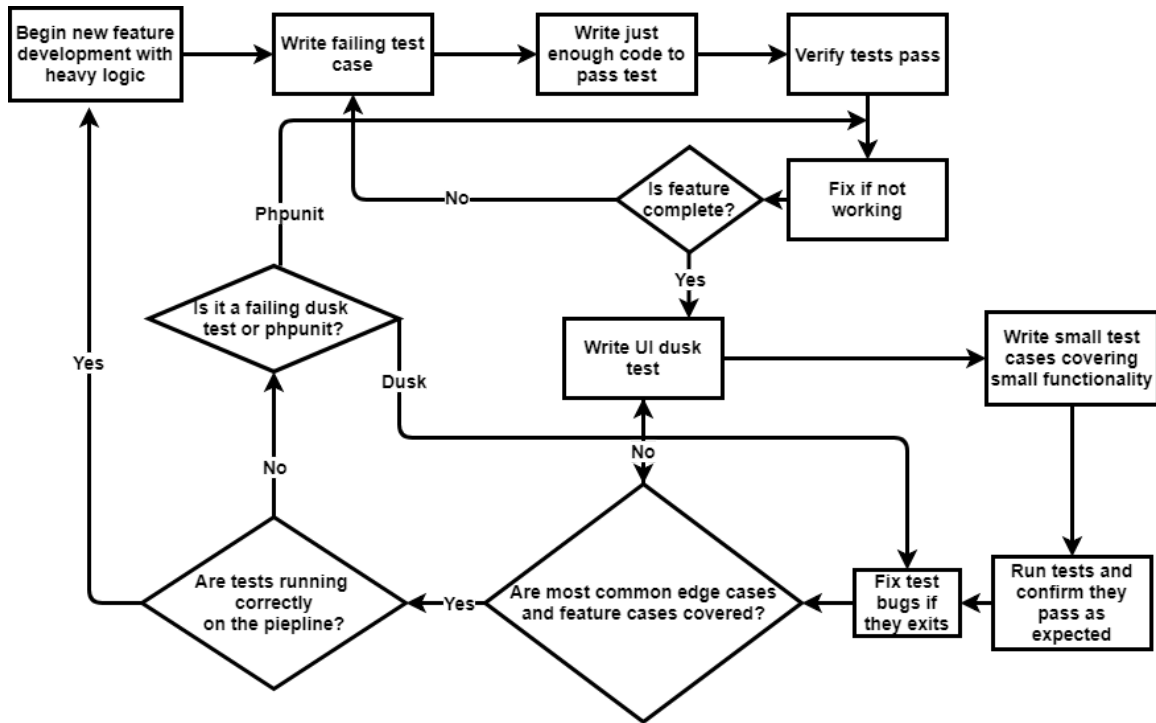 Begin new feature
development with
heavy logic
Write failing test
case
Write just
enough code to
pass test
Verify tests pass
Fix if not
working
Is feature
complete?
No
Yes
Phpunit
Is it a failing dusk
test or phpunit?
Dusk
Yes
No
Write UI dusk
test
Write small test
cases covering
small functionality
No
Run tests and
confirm they
pass as
expected
Fix test
bugs if
they exits
Are most common edge cases
and feature cases covered?
Yes
Are tests running
correctly
on the piepline?